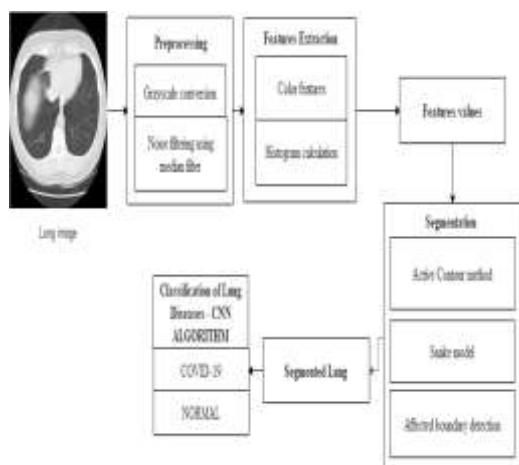 Preprocessing
Grayscale conversion
Noise filtering using
median filter
Features Extraction
Color features
Histogram calculation
Features values
Lung image
Segmentation
Active Contour method
Snake model
Affected boundary detection
Segmented Lung
Classification of Lung
Diseases - CNN
ALGORITHM
COVID-19
NORMAL